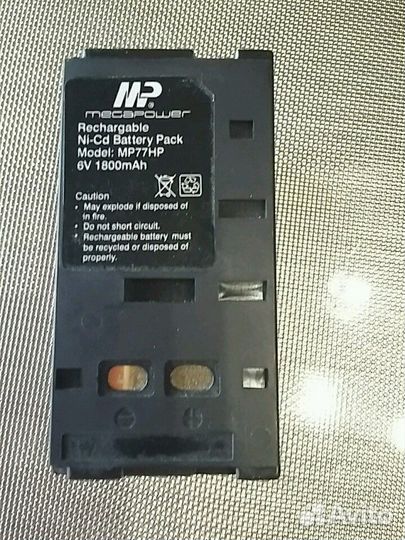 MP®
MEGAPOWER
Rechargable
Ni-Cd Battery Pack
Model: MP77HP
6V 1800mAh
Caution
• May explode if disposed of
in fire.
• Do not short circuit.
• Rechargeable battery must
be recycled or disposed of
properly.
− +
Avito